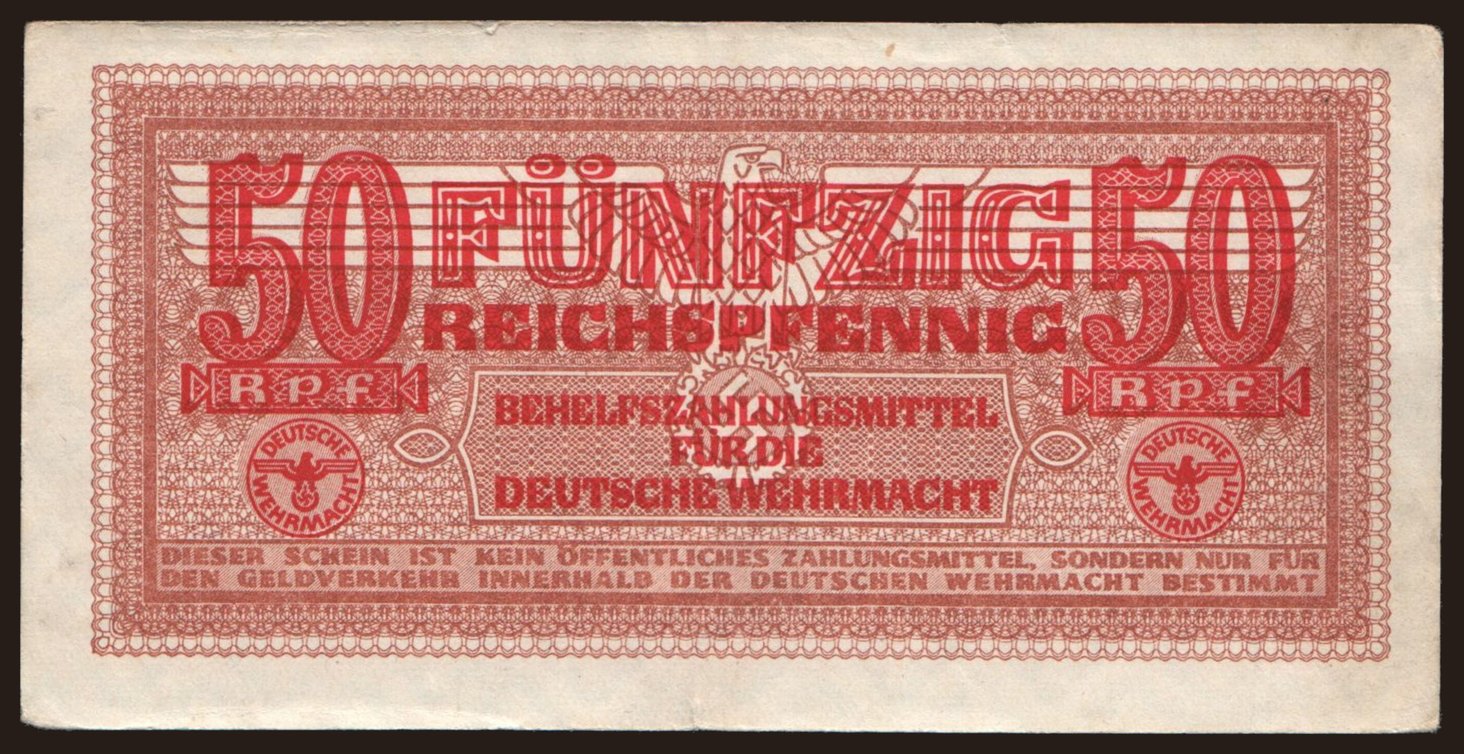 50 FÜNFZIG 50
REICHSPFENNIG
Rpf Rpf
BEHELFSZAHLUNGSMITTEL
FÜR DIE
DEUTSCHE WEHRMACHT
DEUTSCHE WEHRMACHT
DEUTSCHE WEHRMACHT
DIESER SCHEIN IST KEIN ÖFFENTLICHES ZAHLUNGSMITTEL, SONDERN NUR FÜR
DEN GELDVERKEHR INNERHALB DER DEUTSCHEN WEHRMACHT BESTIMMT